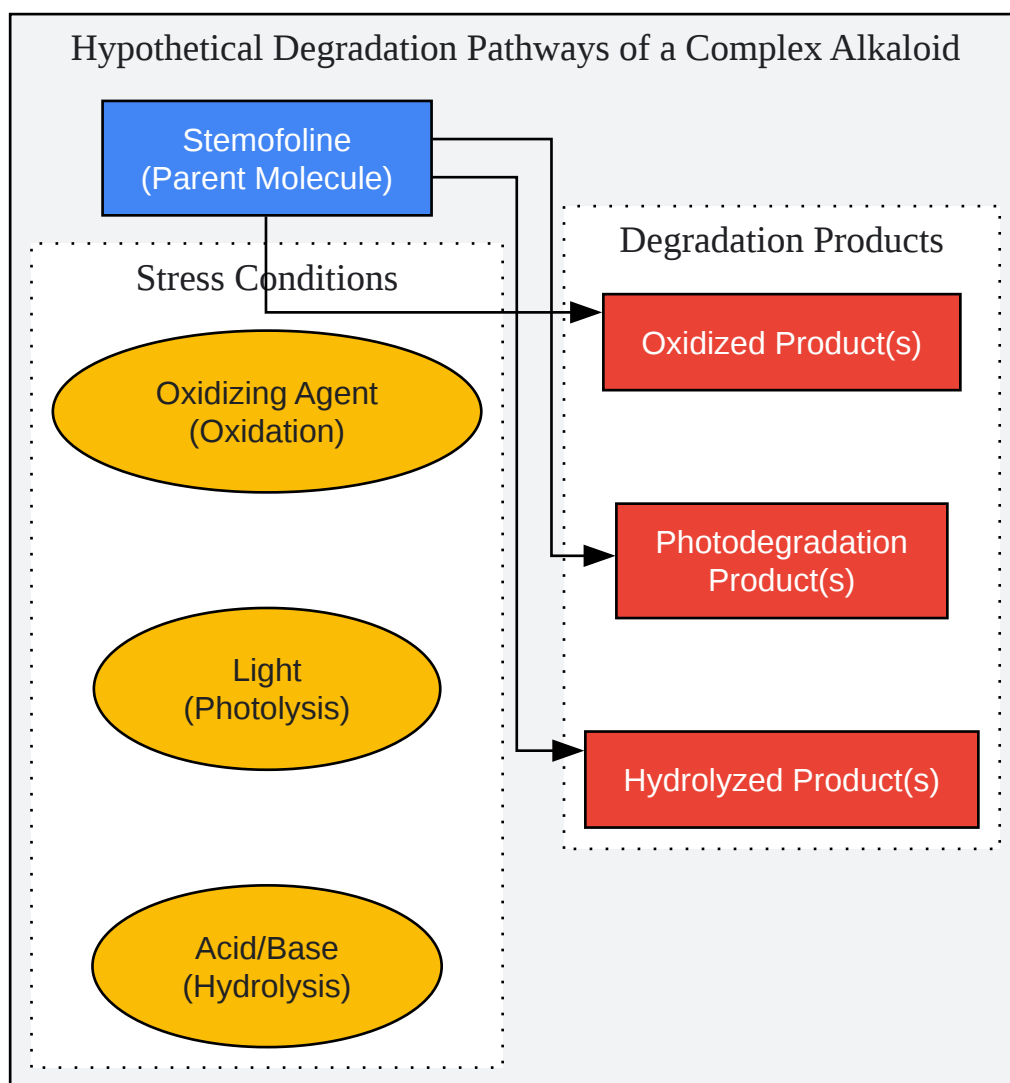 Hypothetical Degradation Pathways of a Complex Alkaloid
Stemofoline
(Parent Molecule)
Stress Conditions
Oxidizing Agent
(Oxidation)
Light
(Photolysis)
Acid/Base
(Hydrolysis)
Degradation Products
Oxidized Product(s)
Photodegradation
Product(s)
Hydrolyzed Product(s)